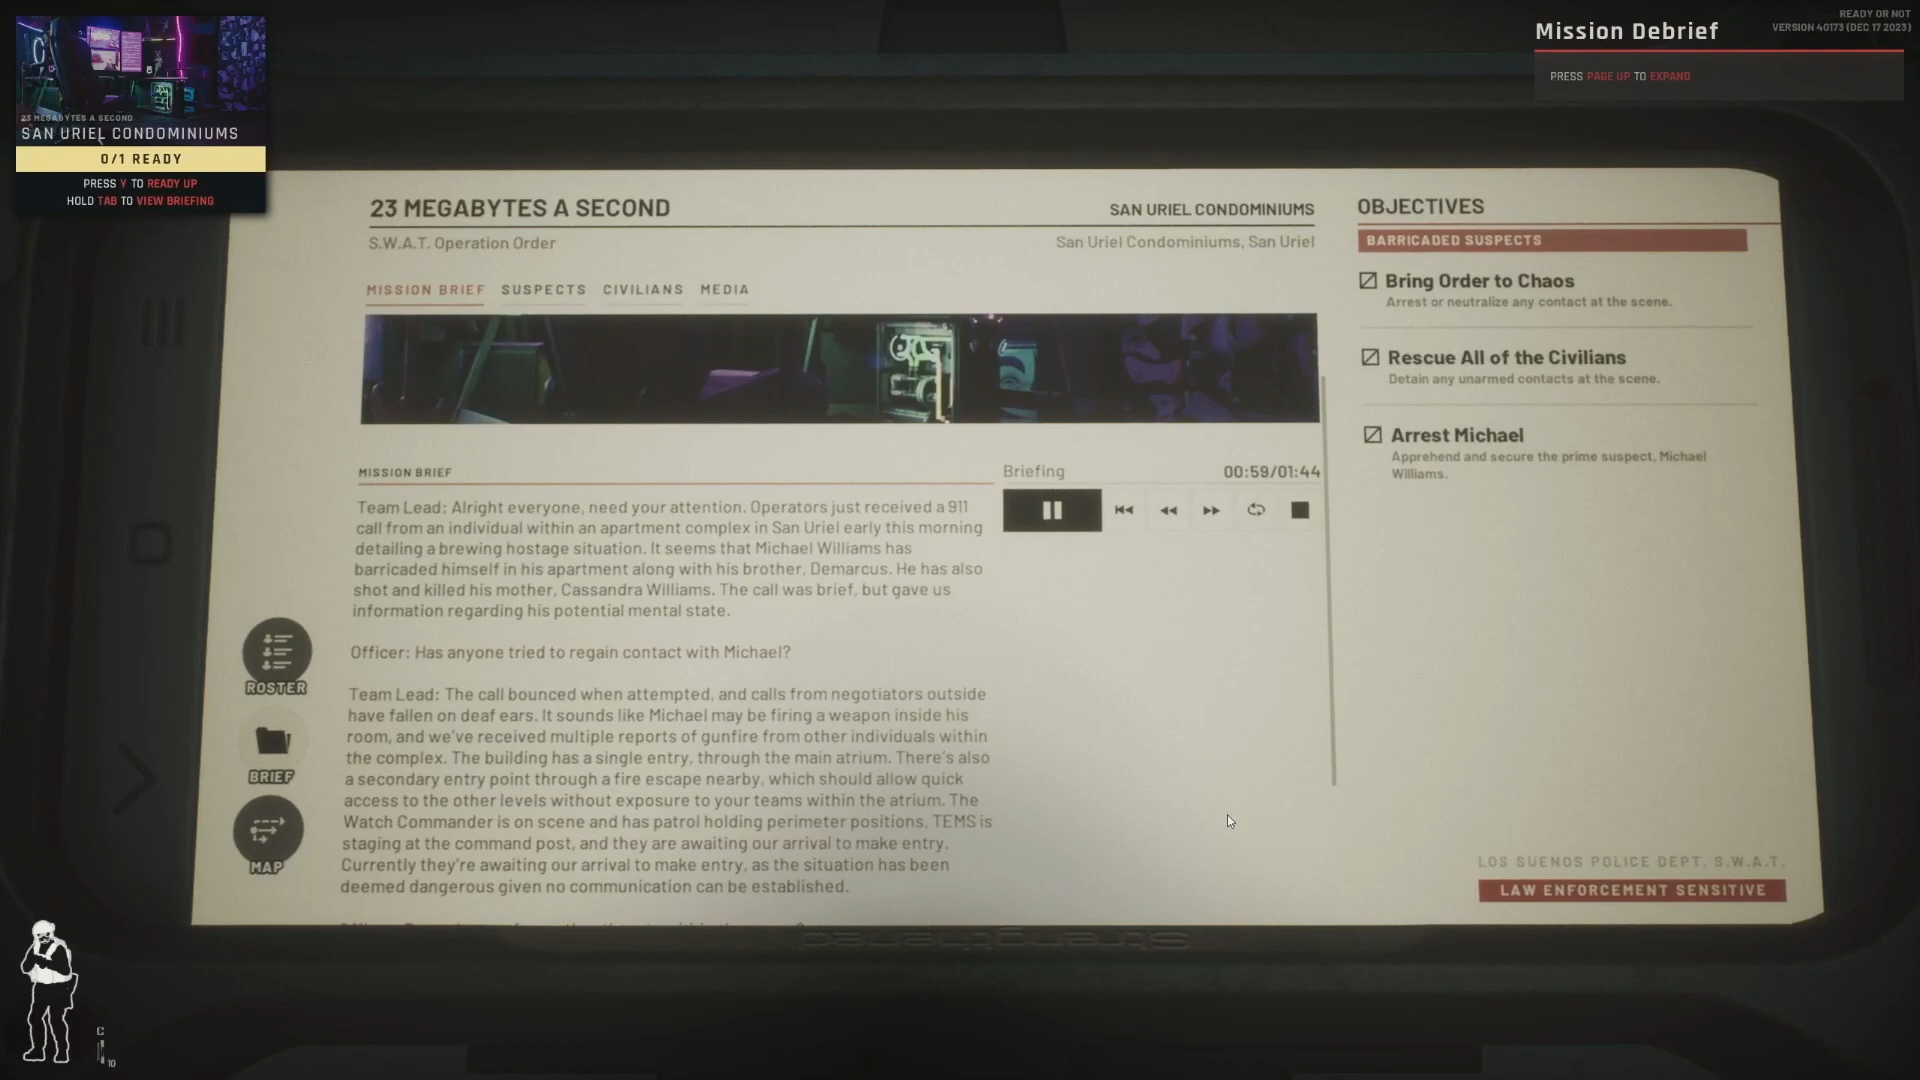 READY OR NOT
VERSION 40173 (DEC 17 2023)
Mission Debrief
PRESS PAGE UP TO EXPAND
23 MEGABYTES A SECOND
SAN URIEL CONDOMINIUMS
0/1 READY
PRESS Y TO READY UP
HOLD TAB TO VIEW BRIEFING
23 MEGABYTES A SECOND
SAN URIEL CONDOMINIUMS
S.W.A.T. Operation Order
San Uriel Condominiums, San Uriel
MISSION BRIEF SUSPECTS CIVILIANS MEDIA
MISSION BRIEF
Team Lead: Alright everyone, need your attention. Operators just received a 911
call from an individual within an apartment complex in San Uriel early this morning
detailing a brewing hostage situation. It seems that Michael Williams has
barricaded himself in his apartment along with his brother, Demarcus. He has also
shot and killed his mother, Cassandra Williams. The call was brief, but gave us
information regarding his potential mental state.
Officer: Has anyone tried to regain contact with Michael?
Team Lead: The call bounced when attempted, and calls from negotiators outside
have fallen on deaf ears. It sounds like Michael may be firing a weapon inside his
room, and we've received multiple reports of gunfire from other individuals within
the complex. The building has a single entry, through the main atrium. There's also
a secondary entry point through a fire escape nearby, which should allow quick
access to the other levels without exposure to your teams within the atrium. The
Watch Commander is on scene and has patrol holding perimeter positions, TEMS is
staging at the command post, and they are awaiting our arrival to make entry.
Currently they're awaiting our arrival to make entry, as the situation has been
deemed dangerous given no communication can be established.
Briefing
00:59/01:44
OBJECTIVES
BARRICADED SUSPECTS
Bring Order to Chaos
Arrest or neutralize any contact at the scene.
Rescue All of the Civilians
Detain any unarmed contacts at the scene.
Arrest Michael
Apprehend and secure the prime suspect, Michael
Williams.
ROSTER
BRIEF
MAP
LOS SUENOS POLICE DEPT. S.W.A.T.
LAW ENFORCEMENT SENSITIVE
C
10